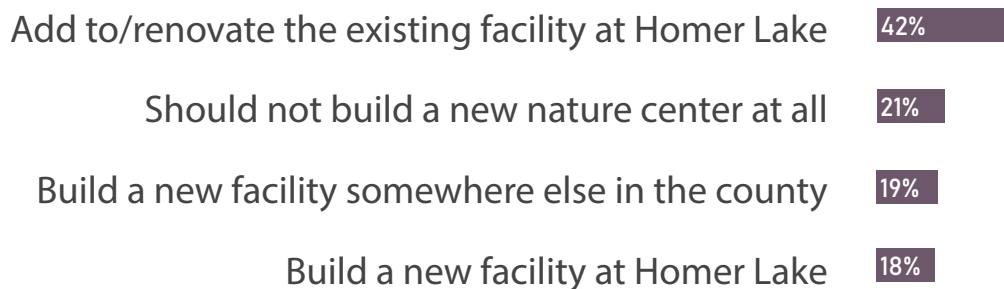 Add to/renovate the existing facility at Homer Lake 42%
Should not build a new nature center at all 21%
Build a new facility somewhere else in the county 19%
Build a new facility at Homer Lake 18%